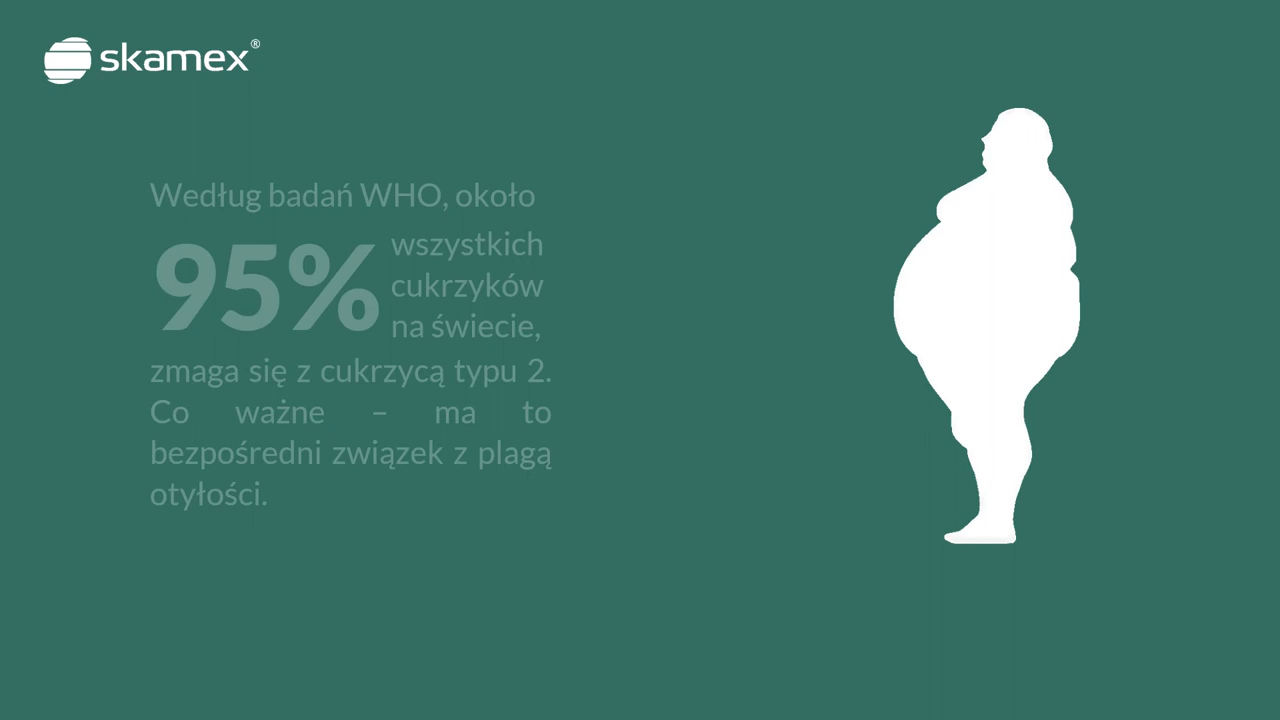 skamex®
Według badań WHO, około
95% wszystkich
cukrzyków
na świecie,
zmaga się z cukrzycą typu 2.
Co ważne – ma to
bezpośredni związek z plagą
otyłości.